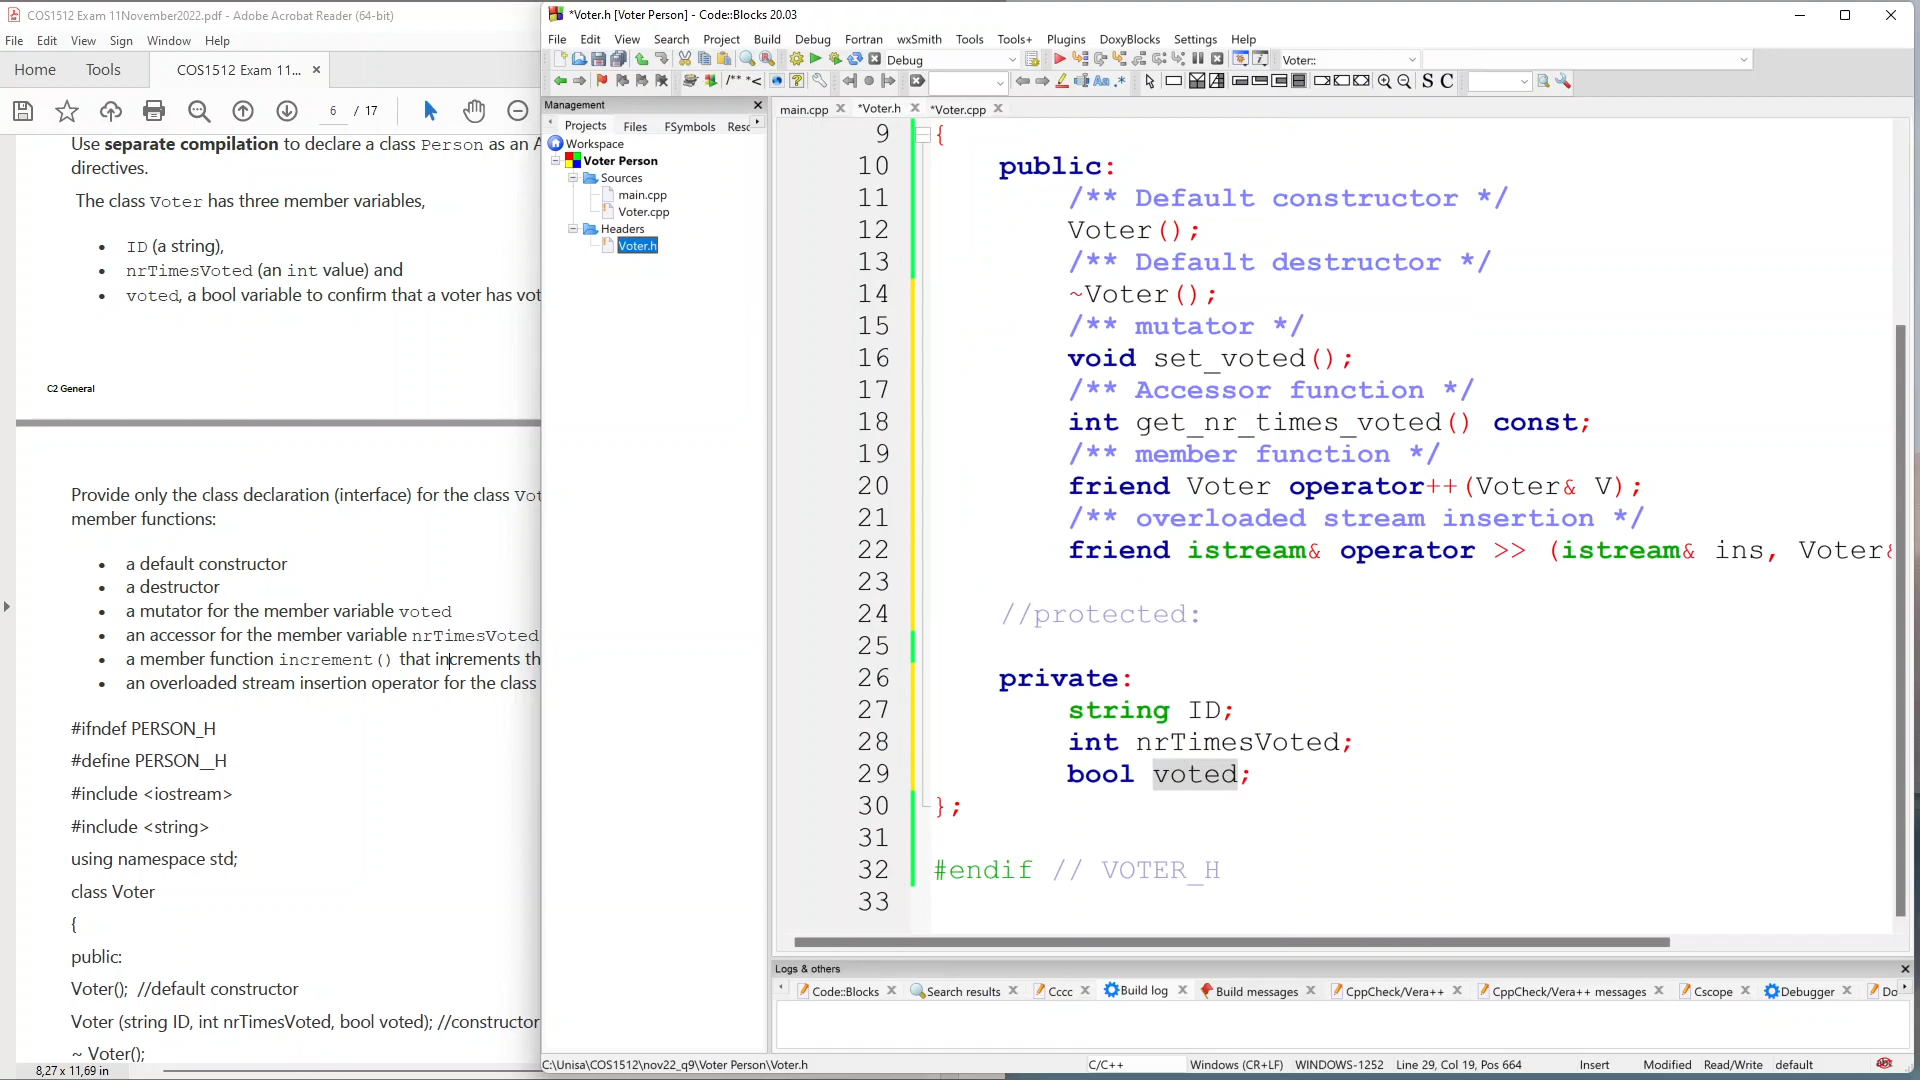 COS1512 Exam 11November2022.pdf - Adobe Acrobat Reader (64-bit)
File Edit View Sign Window Help
Home Tools COS1512 Exam 11...
6 / 17
Use separate compilation to declare a class Person as an A
directives.
The class Voter has three member variables,
• ID (a string),
• nrTimesVoted (an int value) and
• voted, a bool variable to confirm that a voter has vot
C2 General
Provide only the class declaration (interface) for the class Vot
member functions:
• a default constructor
• a destructor
• a mutator for the member variable voted
• an accessor for the member variable nrTimesVoted
• a member function increment() that increments th
• an overloaded stream insertion operator for the class
#ifndef PERSON_H
#define PERSON__H
#include <iostream>
#include <string>
using namespace std;
class Voter
{
public:
Voter(); //default constructor
Voter (string ID, int nrTimesVoted, bool voted); //constructor
~ Voter();
8,27 x 11,69 in
*Voter.h [Voter Person] - Code::Blocks 20.03
File Edit View Search Project Build Debug Fortran wxSmith Tools Tools+ Plugins DoxyBlocks Settings Help
Debug
Voter::
/** *< Aa .* S C
Management
Projects Files FSymbols Resc
Workspace
Voter Person
Sources
main.cpp
Voter.cpp
Headers
Voter.h
main.cpp *Voter.h *Voter.cpp
9 {
10 public:
11 /** Default constructor */
12 Voter();
13 /** Default destructor */
14 ~Voter();
15 /** mutator */
16 void set_voted();
17 /** Accessor function */
18 int get_nr_times_voted() const;
19 /** member function */
20 friend Voter operator++(Voter& V);
21 /** overloaded stream insertion */
22 friend istream& operator >> (istream& ins, Voter&
23
24 //protected:
25
26 private:
27 string ID;
28 int nrTimesVoted;
29 bool voted;
30 };
31
32 #endif // VOTER_H
33
Logs & others
Code::Blocks Search results Cccc Build log Build messages CppCheck/Vera++ CppCheck/Vera++ messages Cscope Debugger Do
C:\Unisa\COS1512\nov22_q9\Voter Person\Voter.h C/C++ Windows (CR+LF) WINDOWS-1252 Line 29, Col 19, Pos 664 Insert Modified Read/Write default